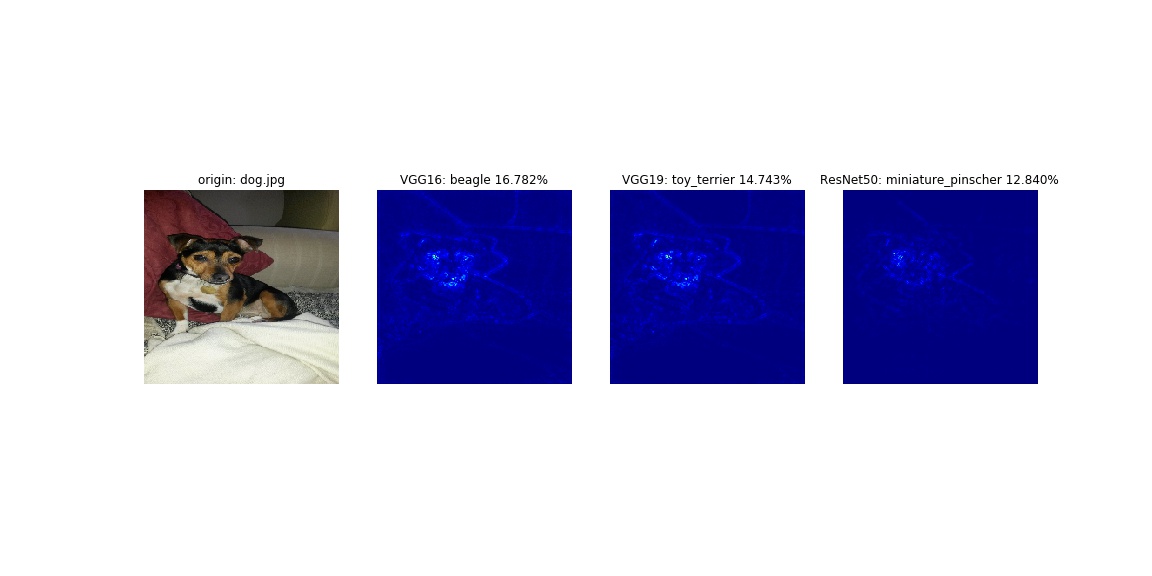 origin: dog.jpg
VGG16: beagle 16.782%
VGG19: toy_terrier 14.743%
ResNet50: miniature_pinscher 12.840%